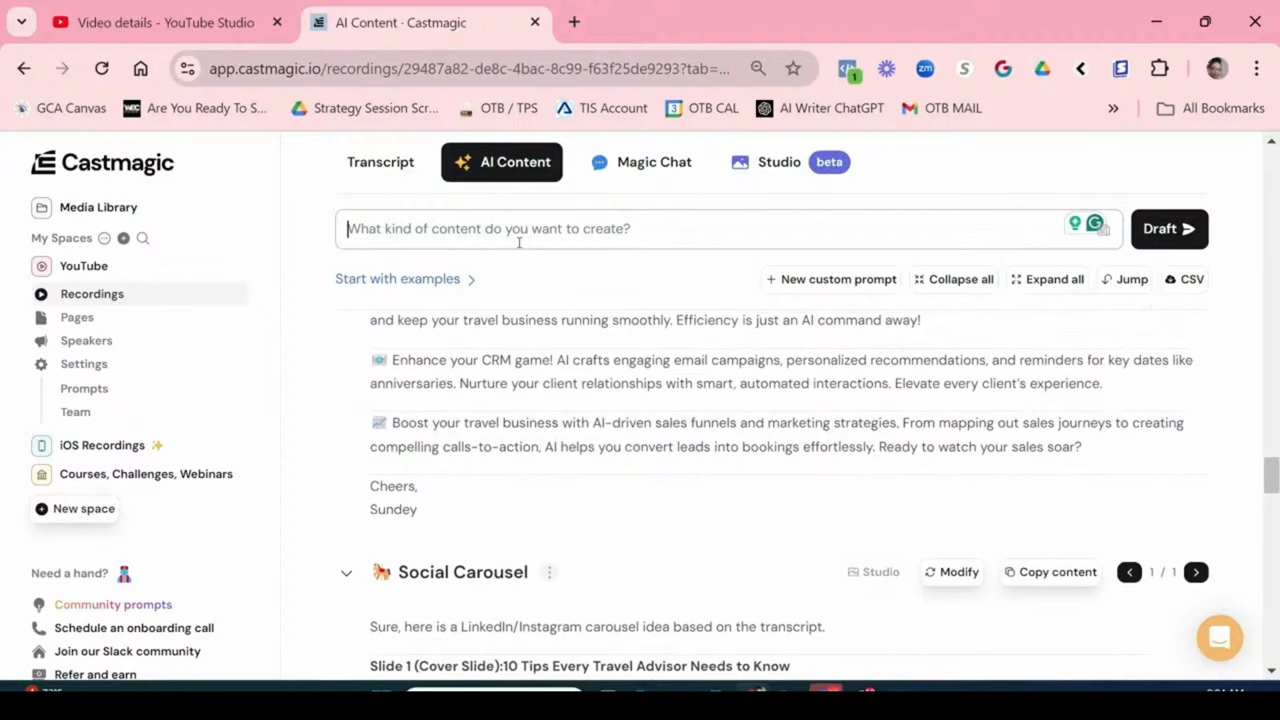 Video details - YouTube Studio
AI Content · Castmagic
app.castmagic.io/recordings/29487a82-de8c-4bac-8c99-f63f25de9293?tab=...
GCA Canvas
Are You Ready To S...
Strategy Session Scr...
OTB / TPS
TIS Account
OTB CAL
AI Writer ChatGPT
OTB MAIL
All Bookmarks
Castmagic
Media Library
My Spaces
YouTube
Recordings
Pages
Speakers
Settings
Prompts
Team
iOS Recordings
Courses, Challenges, Webinars
New space
Need a hand?
Community prompts
Schedule an onboarding call
Join our Slack community
Refer and earn
Transcript
AI Content
Magic Chat
Studio beta
What kind of content do you want to create?
Draft
Start with examples
New custom prompt
Collapse all
Expand all
Jump
CSV
and keep your travel business running smoothly. Efficiency is just an AI command away!
Enhance your CRM game! AI crafts engaging email campaigns, personalized recommendations, and reminders for key dates like
anniversaries. Nurture your client relationships with smart, automated interactions. Elevate every client's experience.
Boost your travel business with AI-driven sales funnels and marketing strategies. From mapping out sales journeys to creating
compelling calls-to-action, AI helps you convert leads into bookings effortlessly. Ready to watch your sales soar?
Cheers,
Sundey
Social Carousel
Studio
Modify
Copy content
1 / 1
Sure, here is a LinkedIn/Instagram carousel idea based on the transcript.
Slide 1 (Cover Slide):10 Tips Every Travel Advisor Needs to Know